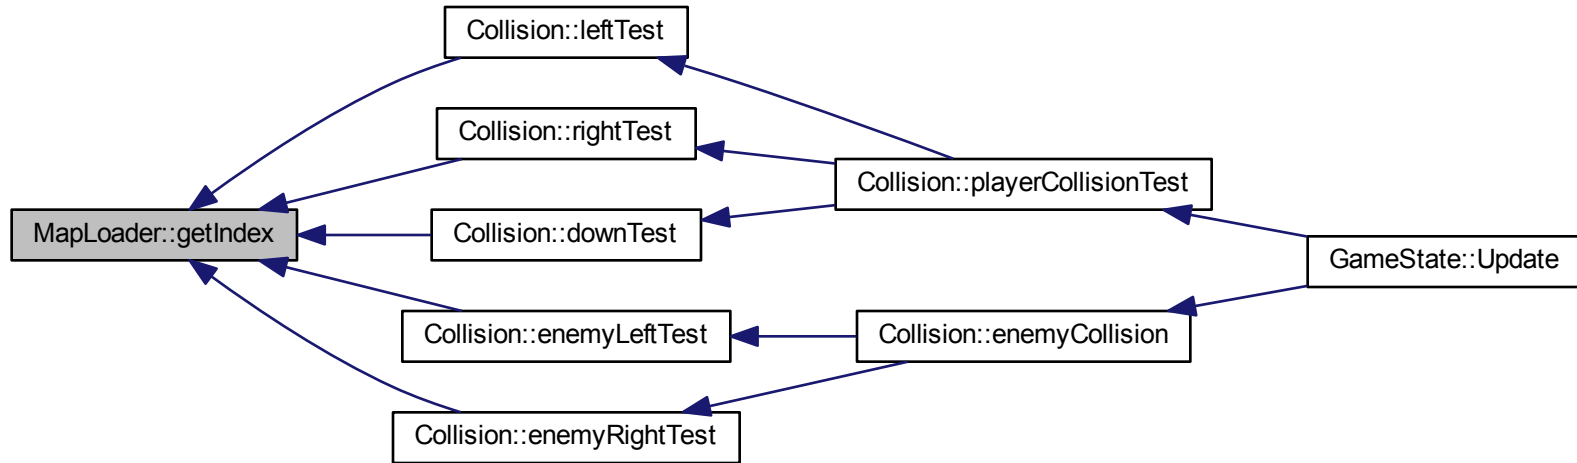 Collision::leftTest
Collision::rightTest
Collision::playerCollisionTest
MapLoader::getIndex
Collision::downTest
GameState::Update
Collision::enemyLeftTest
Collision::enemyCollision
Collision::enemyRightTest